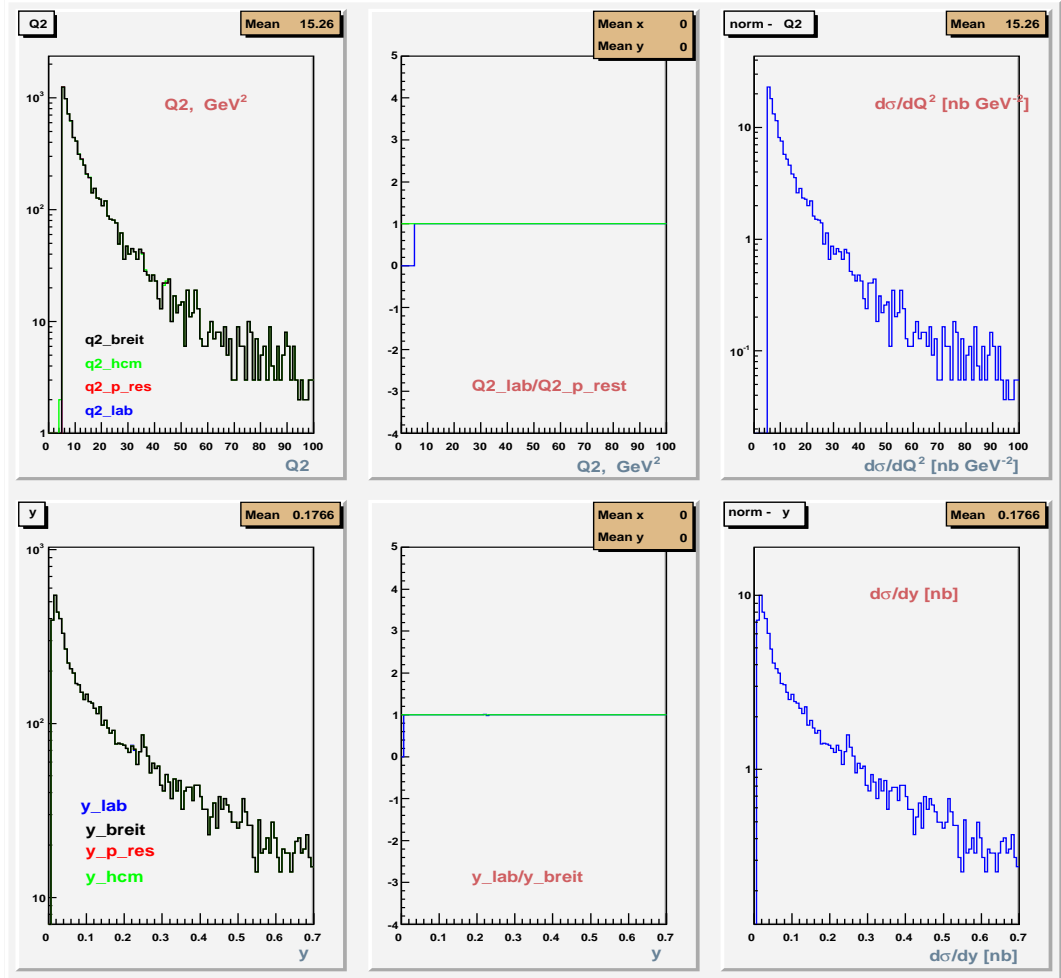 Q2
Mean 15.26
Q2, GeV²
10³
10²
10
1
q2_breit
q2_hcm
q2_p_res
q2_lab
0 10 20 30 40 50 60 70 80 90 100
Q2
Mean x 0
Mean y 0
5
4
3
2
1
0
-1
-2
-3
-4
Q2_lab/Q2_p_rest
0 10 20 30 40 50 60 70 80 90 100
Q2, GeV²
norm - Q2
Mean 15.26
dσ/dQ² [nb GeV⁻²]
10
1
10⁻¹
0 10 20 30 40 50 60 70 80 90 100
dσ/dQ² [nb GeV⁻²]
y
Mean 0.1766
10³
10²
10
y_lab
y_breit
y_p_res
y_hcm
0 0.1 0.2 0.3 0.4 0.5 0.6 0.7
y
Mean x 0
Mean y 0
5
4
3
2
1
0
-1
-2
-3
-4
y_lab/y_breit
0 0.1 0.2 0.3 0.4 0.5 0.6 0.7
y
norm - y
Mean 0.1766
dσ/dy [nb]
10
1
0 0.1 0.2 0.3 0.4 0.5 0.6 0.7
dσ/dy [nb]